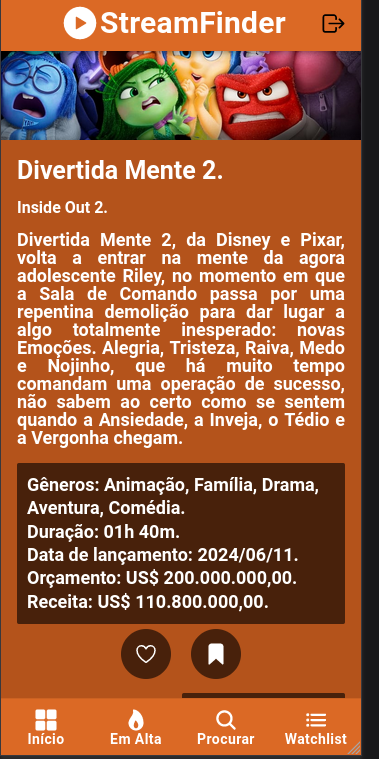 StreamFinder
Divertida Mente 2.
Inside Out 2.
Divertida Mente 2, da Disney e Pixar,
volta a entrar na mente da agora
adolescente Riley, no momento em que
a Sala de Comando passa por uma
repentina demolição para dar lugar a
algo totalmente inesperado: novas
Emoções. Alegria, Tristeza, Raiva, Medo
e Nojinho, que há muito tempo
comandam uma operação de sucesso,
não sabem ao certo como se sentem
quando a Ansiedade, a Inveja, o Tédio e
a Vergonha chegam.
Gêneros: Animação, Família, Drama,
Aventura, Comédia.
Duração: 01h 40m.
Data de lançamento: 2024/06/11.
Orçamento: US$ 200.000.000,00.
Receita: US$ 110.800.000,00.
Início
Em Alta
Procurar
Watchlist